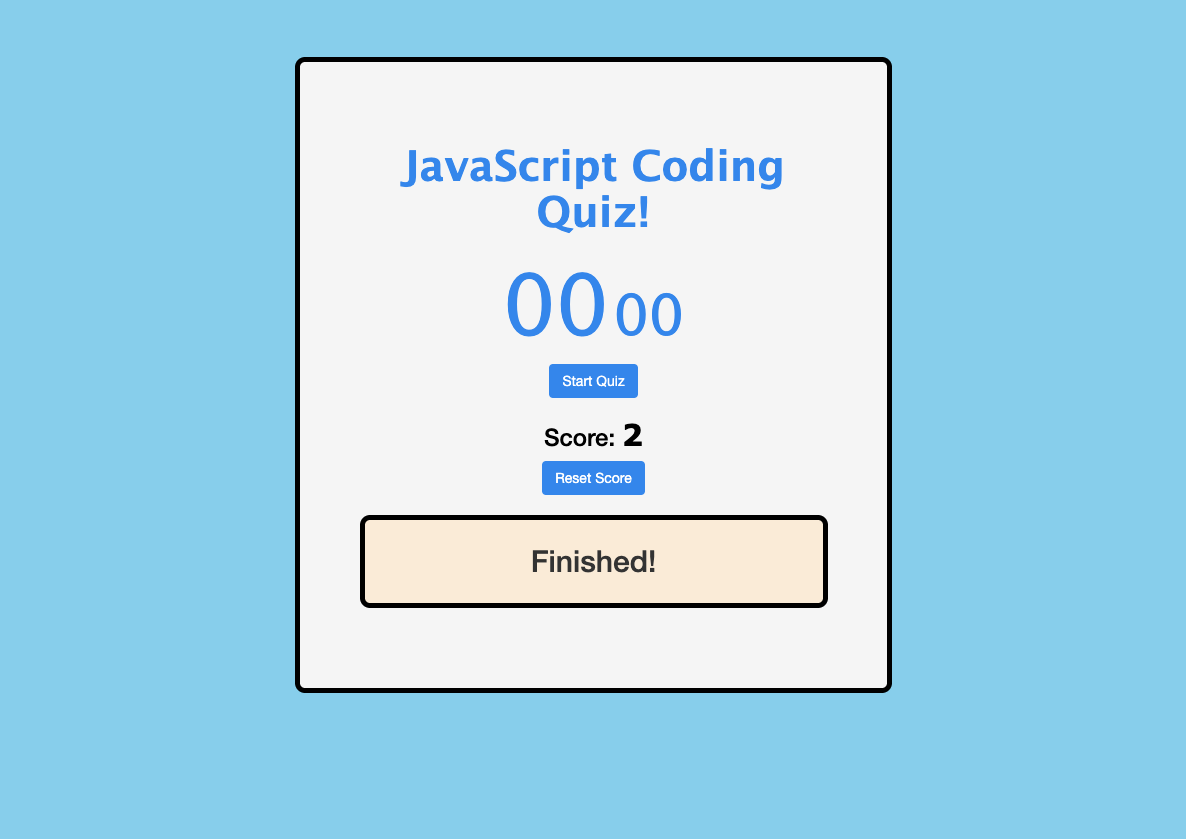 JavaScript Coding
Quiz!
00 00
Start Quiz
Score: 2
Reset Score
Finished!